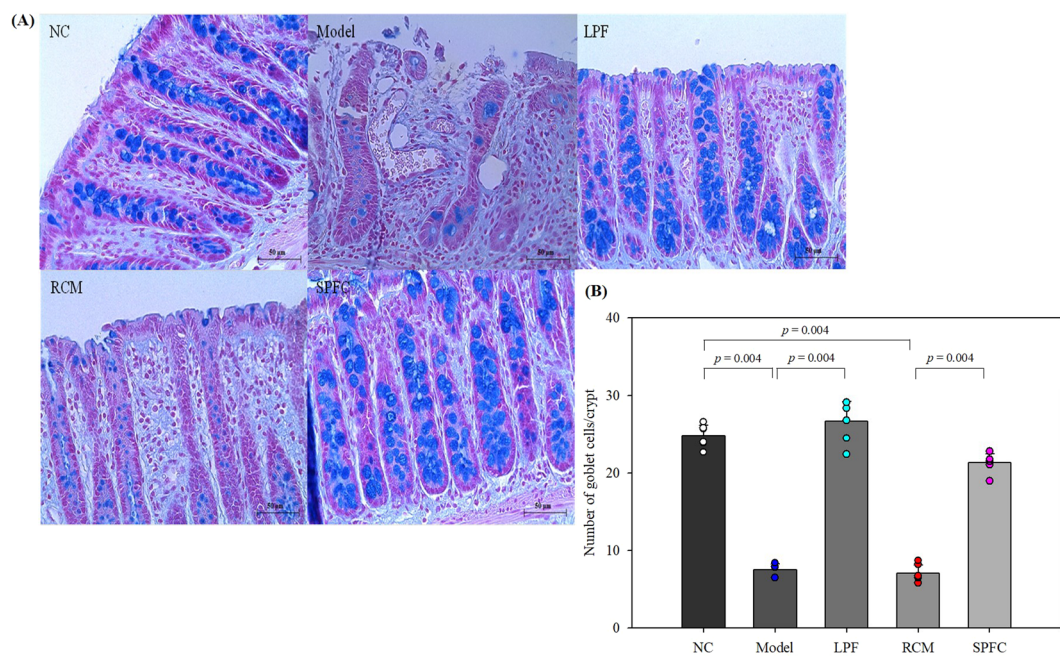 (A)
NC
Model
LPF
50 μm
50 μm
50 μm
RCM
SPFC
50 μm
50 μm
(B)
Number of goblet cells/crypt
40
30
20
10
0
p = 0.004
p = 0.004
p = 0.004
p = 0.004
NC
Model
LPF
RCM
SPFC